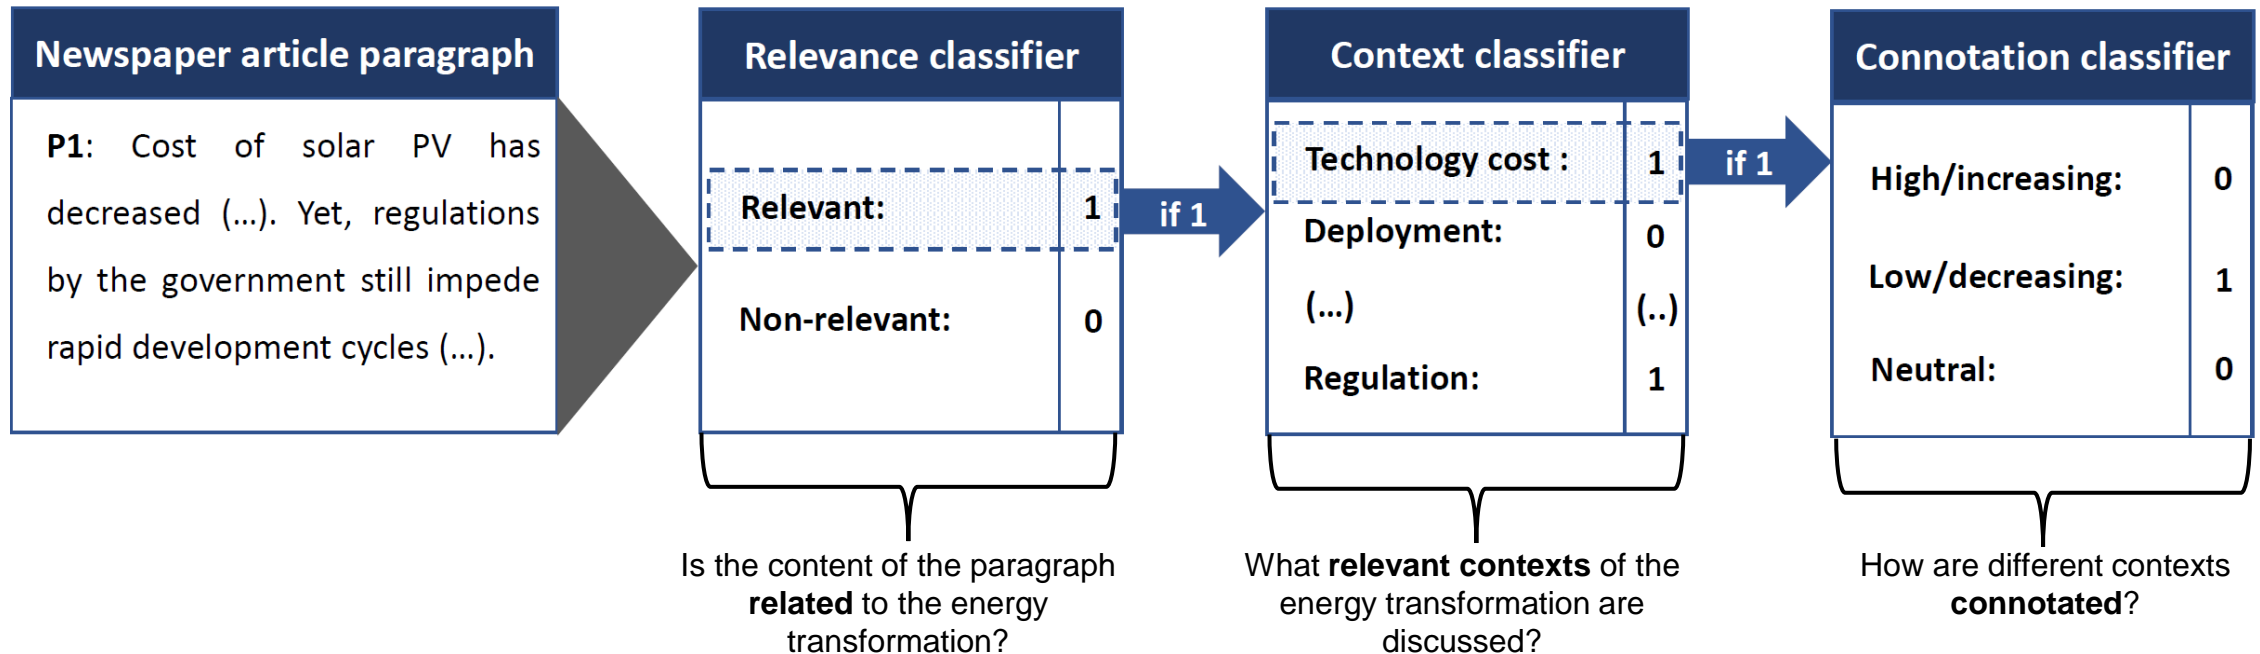 Newspaper article paragraph
P1: Cost of solar PV has
decreased (...). Yet, regulations
by the government still impede
rapid development cycles (...).
Relevance classifier
Relevant: 1
Non-relevant: 0
if 1
Is the content of the paragraph
related to the energy
transformation?
Context classifier
Technology cost : 1
Deployment: 0
(...) (..)
Regulation: 1
if 1
What relevant contexts of the
energy transformation are
discussed?
Connotation classifier
High/increasing: 0
Low/decreasing: 1
Neutral: 0
How are different contexts
connotated?